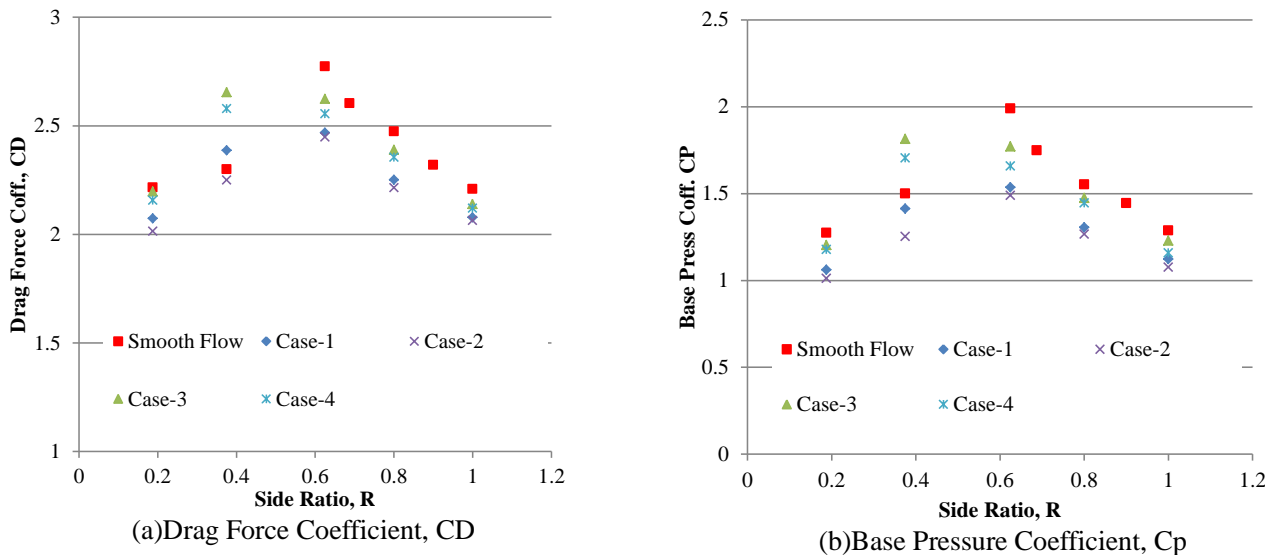 3
2.5
2
1.5
1
0
0.2
0.4
0.6
0.8
1
1.2
Drag Force Coff., CD
Side Ratio, R
Smooth Flow
Case-1
Case-2
Case-3
Case-4
(a)Drag Force Coefficient, CD
2.5
2
1.5
1
0.5
0
0
0.2
0.4
0.6
0.8
1
1.2
Base Press Coff. CP
Side Ratio, R
Smooth Flow
Case-1
Case-2
Case-3
Case-4
(b)Base Pressure Coefficient, Cp